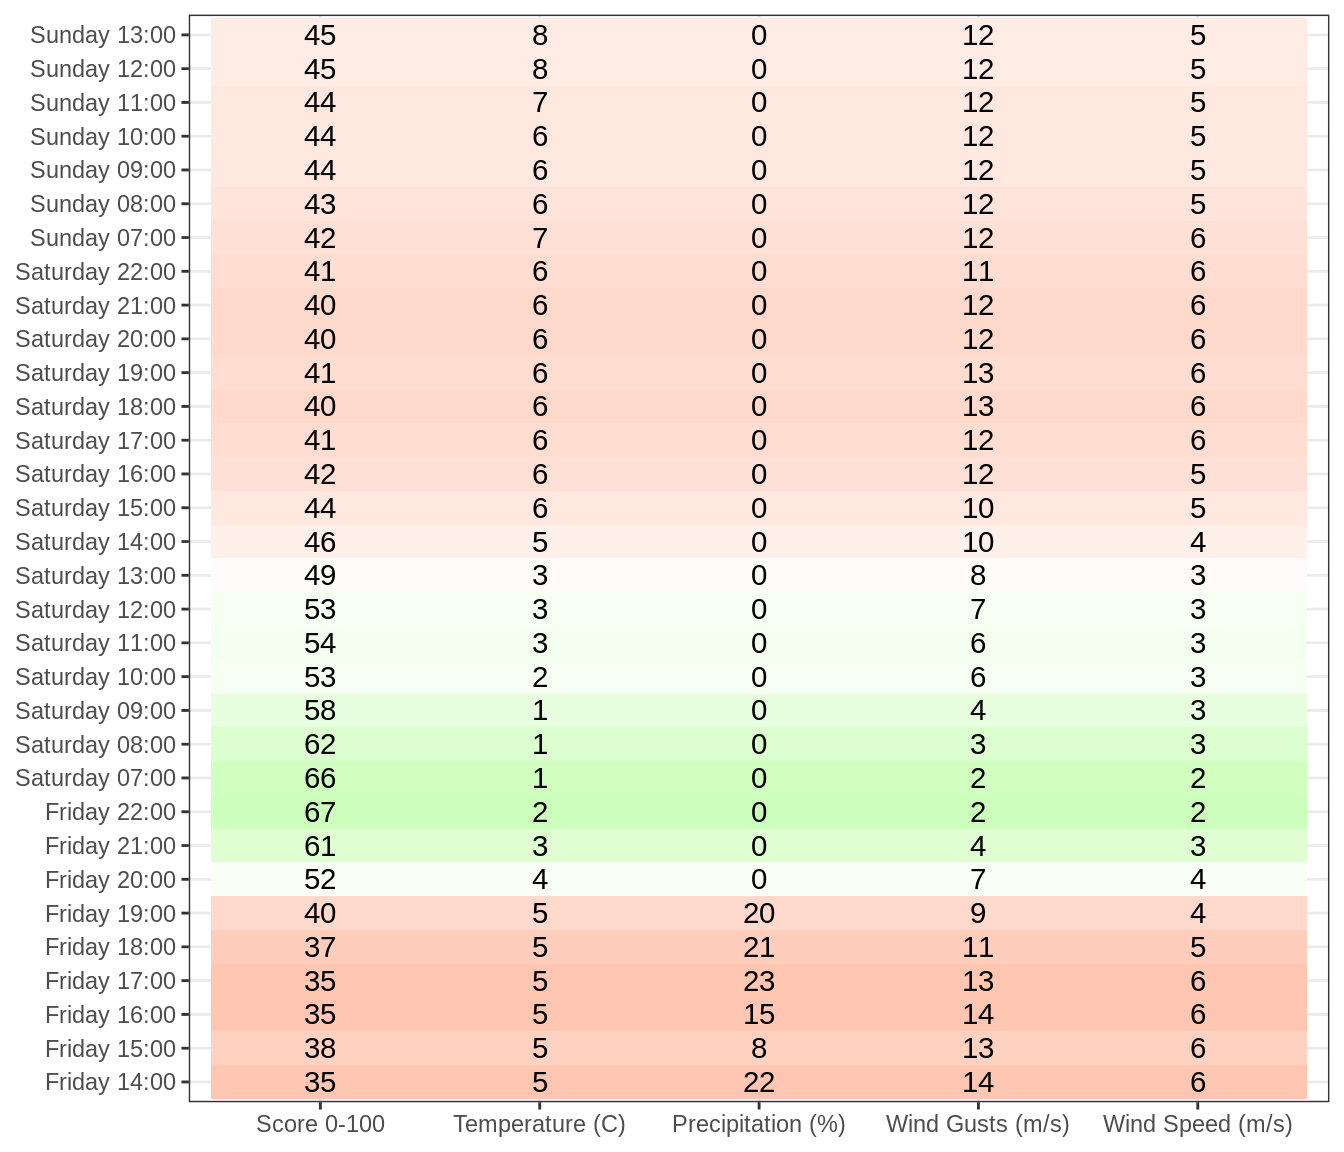 Sunday 13:00 45 8 0 12 5
Sunday 12:00 45 8 0 12 5
Sunday 11:00 44 7 0 12 5
Sunday 10:00 44 6 0 12 5
Sunday 09:00 44 6 0 12 5
Sunday 08:00 43 6 0 12 5
Sunday 07:00 42 7 0 12 6
Saturday 22:00 41 6 0 11 6
Saturday 21:00 40 6 0 12 6
Saturday 20:00 40 6 0 12 6
Saturday 19:00 41 6 0 13 6
Saturday 18:00 40 6 0 13 6
Saturday 17:00 41 6 0 12 6
Saturday 16:00 42 6 0 12 5
Saturday 15:00 44 6 0 10 5
Saturday 14:00 46 5 0 10 4
Saturday 13:00 49 3 0 8 3
Saturday 12:00 53 3 0 7 3
Saturday 11:00 54 3 0 6 3
Saturday 10:00 53 2 0 6 3
Saturday 09:00 58 1 0 4 3
Saturday 08:00 62 1 0 3 3
Saturday 07:00 66 1 0 2 2
Friday 22:00 67 2 0 2 2
Friday 21:00 61 3 0 4 3
Friday 20:00 52 4 0 7 4
Friday 19:00 40 5 20 9 4
Friday 18:00 37 5 21 11 5
Friday 17:00 35 5 23 13 6
Friday 16:00 35 5 15 14 6
Friday 15:00 38 5 8 13 6
Friday 14:00 35 5 22 14 6
Score 0-100 Temperature (C) Precipitation (%) Wind Gusts (m/s) Wind Speed (m/s)